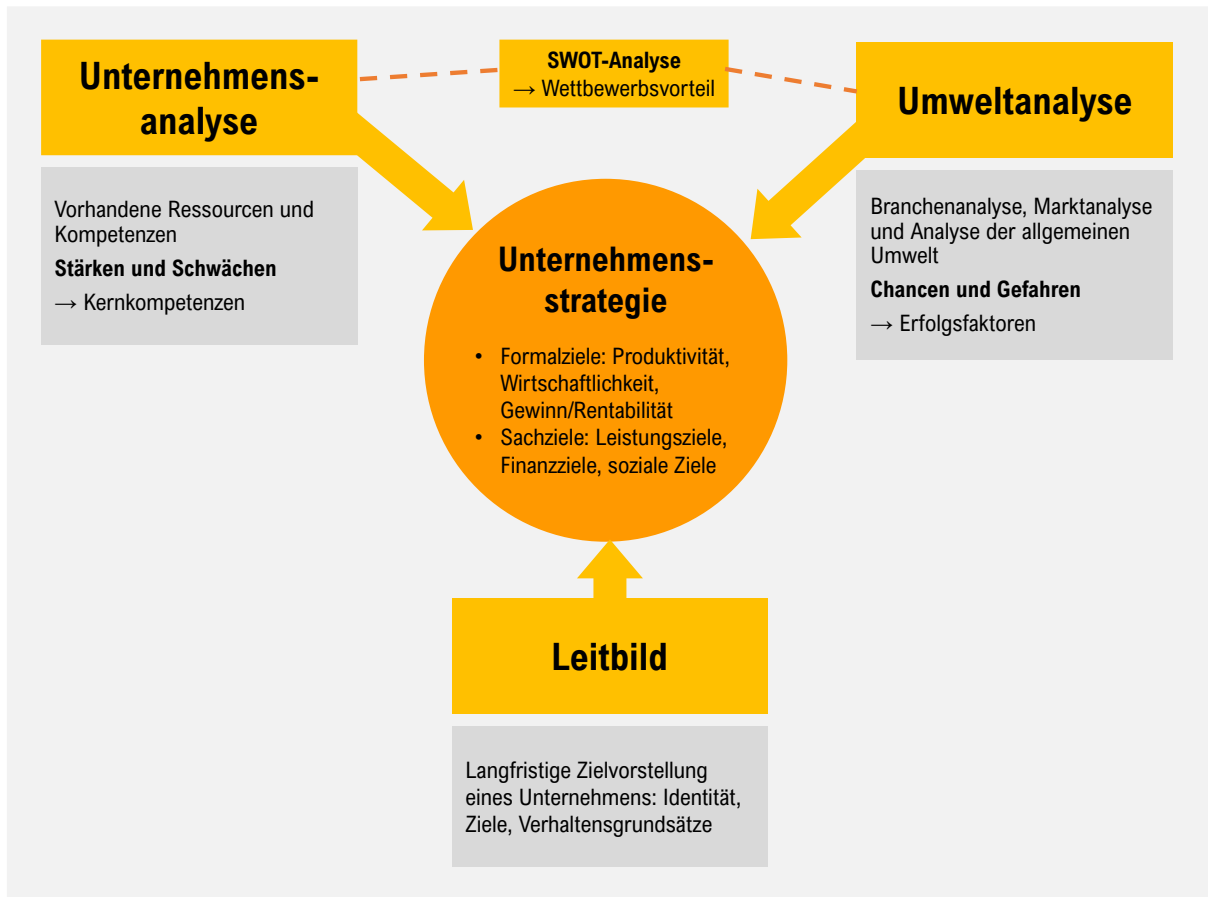 Unternehmens-
analyse
SWOT-Analyse
→ Wettbewerbsvorteil
Umweltanalyse
Vorhandene Ressourcen und
Kompetenzen
Stärken und Schwächen
→ Kernkompetenzen
Branchenanalyse, Marktanalyse
und Analyse der allgemeinen
Umwelt
Chancen und Gefahren
→ Erfolgsfaktoren
Unternehmens-
strategie
• Formalziele: Produktivität,
Wirtschaftlichkeit,
Gewinn/Rentabilität
• Sachziele: Leistungsziele,
Finanzziele, soziale Ziele
Leitbild
Langfristige Zielvorstellung
eines Unternehmens: Identität,
Ziele, Verhaltensgrundsätze